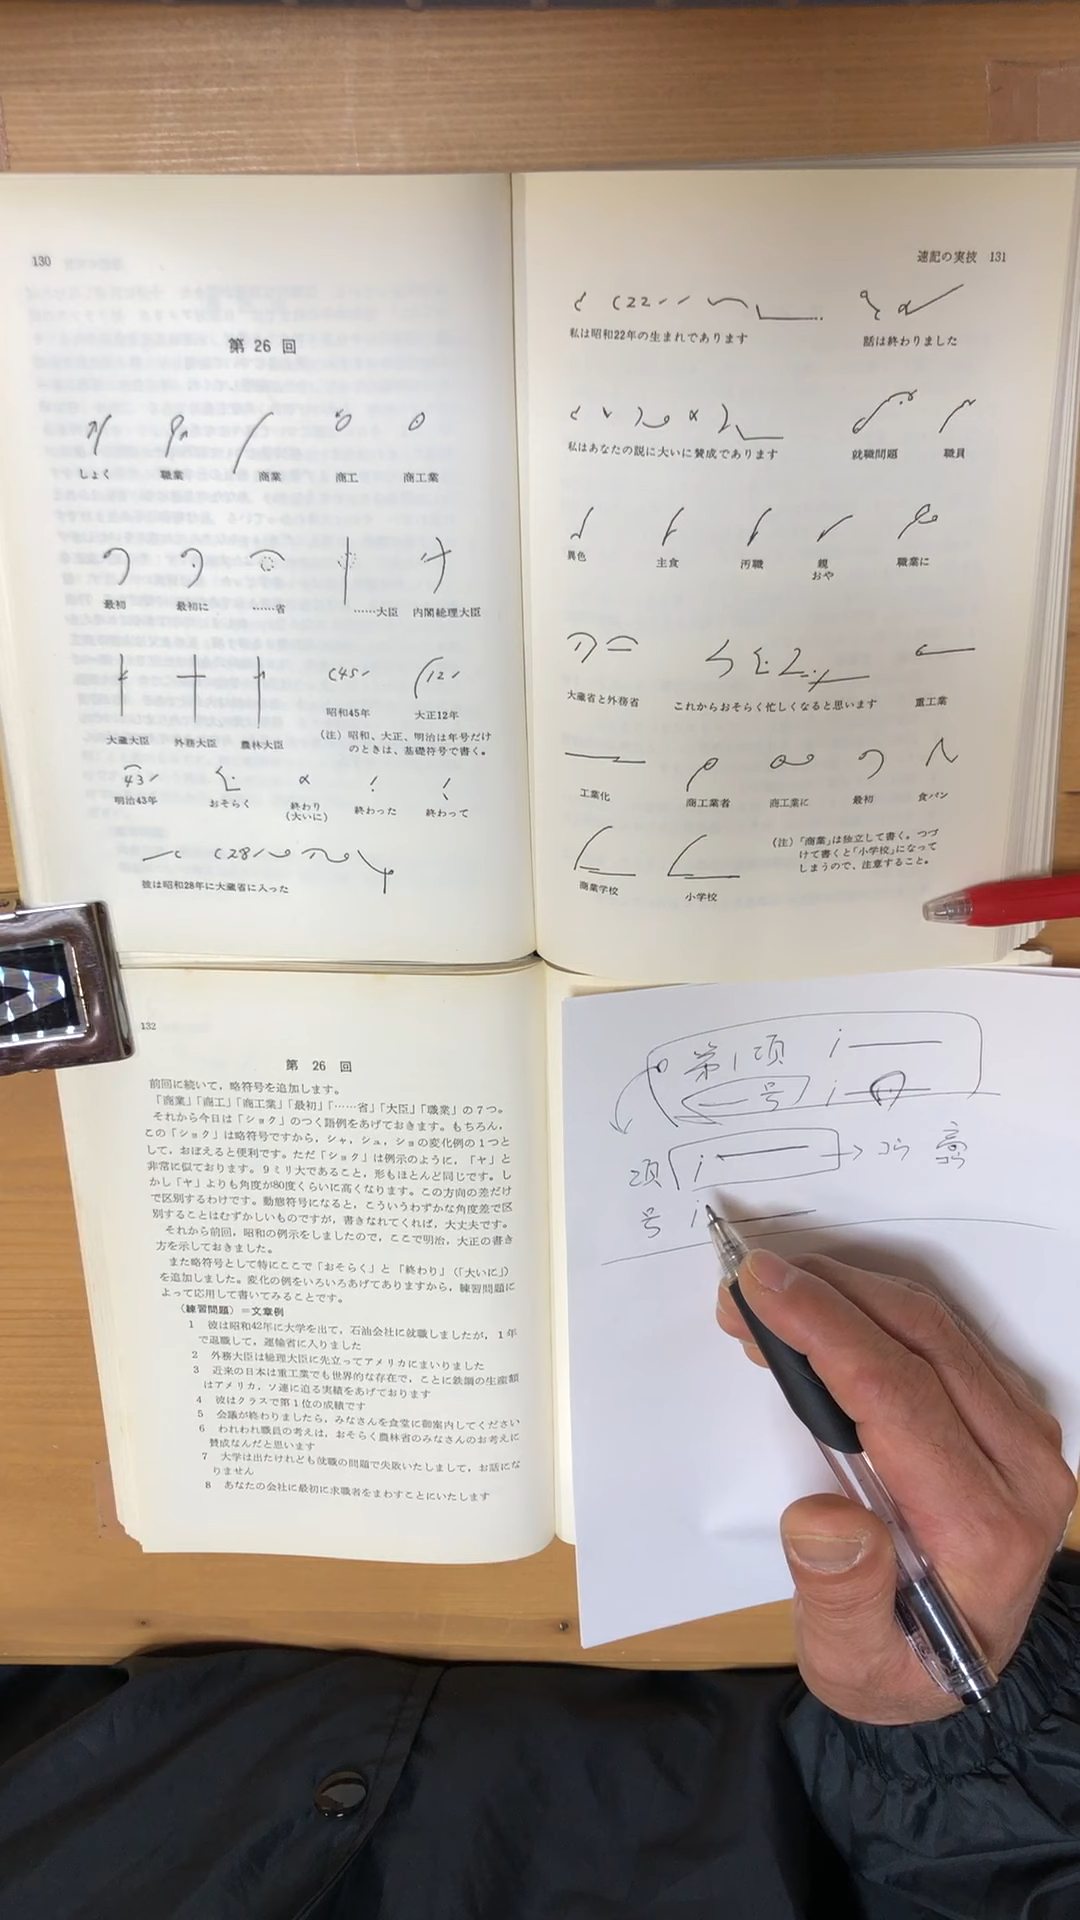 130
第 26 回
しょく 職業 商業 商工 商工業
最初 最初に ……省 ……大臣 内閣総理大臣
大蔵大臣 外務大臣 農林大臣
昭和45年 大正12年
(注) 昭和、大正、明治は年号だけ
のときは、基礎符号で書く。
明治43年 おそらく 終わり 終わった 終わって
(大いに)
彼は昭和28年に大蔵省に入った
速記の実技 131
私は昭和22年の生まれであります 話は終わりました
私はあなたの説に大いに賛成であります 就職問題 職員
異色 主食 汚職 親 職業に
おや
大蔵省と外務省 これからおそらく忙しくなると思います 重工業
工業化 商工業者 商工業に 最初 食パン
(注)「商業」は独立して書く。つづ
けて書くと「小学校」になって
しまうので、注意すること。
商業学校 小学校
132
第 26 回
前回に続いて，略符号を追加します。
「商業」「商工」「商工業」「最初」「……省」「大臣」「職業」の7つ。
それから今日は「ショク」のつく語例をあげておきます。もちろん，
この「ショク」は略符号ですから，シャ，シュ，ショの変化例の1つと
して，おぼえると便利です。ただ「ショク」は例示のように，「ヤ」と
非常に似ております。9ミリ大であること，形もほとんど同じです。し
かし「ヤ」よりも角度が80度くらいに高くなります。この方向の差だけ
で区別するわけです。動態符号になると，こういうわずかな角度差で区
別することはむずかしいものですが，書きなれてくれば，大丈夫です。
それから前回，昭和の例示をしましたので，ここで明治，大正の書き
方を示しておきました。
また略符号として特にここで「おそらく」と「終わり」(「大いに」)
を追加しました。変化の例をいろいろあげてありますから，練習問題に
よって応用して書いてみることです。
(練習問題)＝文章例
1 彼は昭和42年に大学を出て，石油会社に就職しましたが，1年
で退職して，運輸省に入りました
2 外務大臣は総理大臣に先立ってアメリカにまいりました
3 近来の日本は重工業でも世界的な存在で，ことに鉄鋼の生産額
はアメリカ，ソ連に迫る実績をあげております
4 彼はクラスで第1位の成績です
5 会議が終わりましたら，みなさんを食堂に御案内してください
6 われわれ職員の考えは，おそらく農林省のみなさんのお考えに
賛成なんだと思います
7 大学は出たけれども就職の問題で失敗いたしまして，お話にな
りません
8 あなたの会社に最初に求職者をまわすことにいたします
第1項
号
項
号